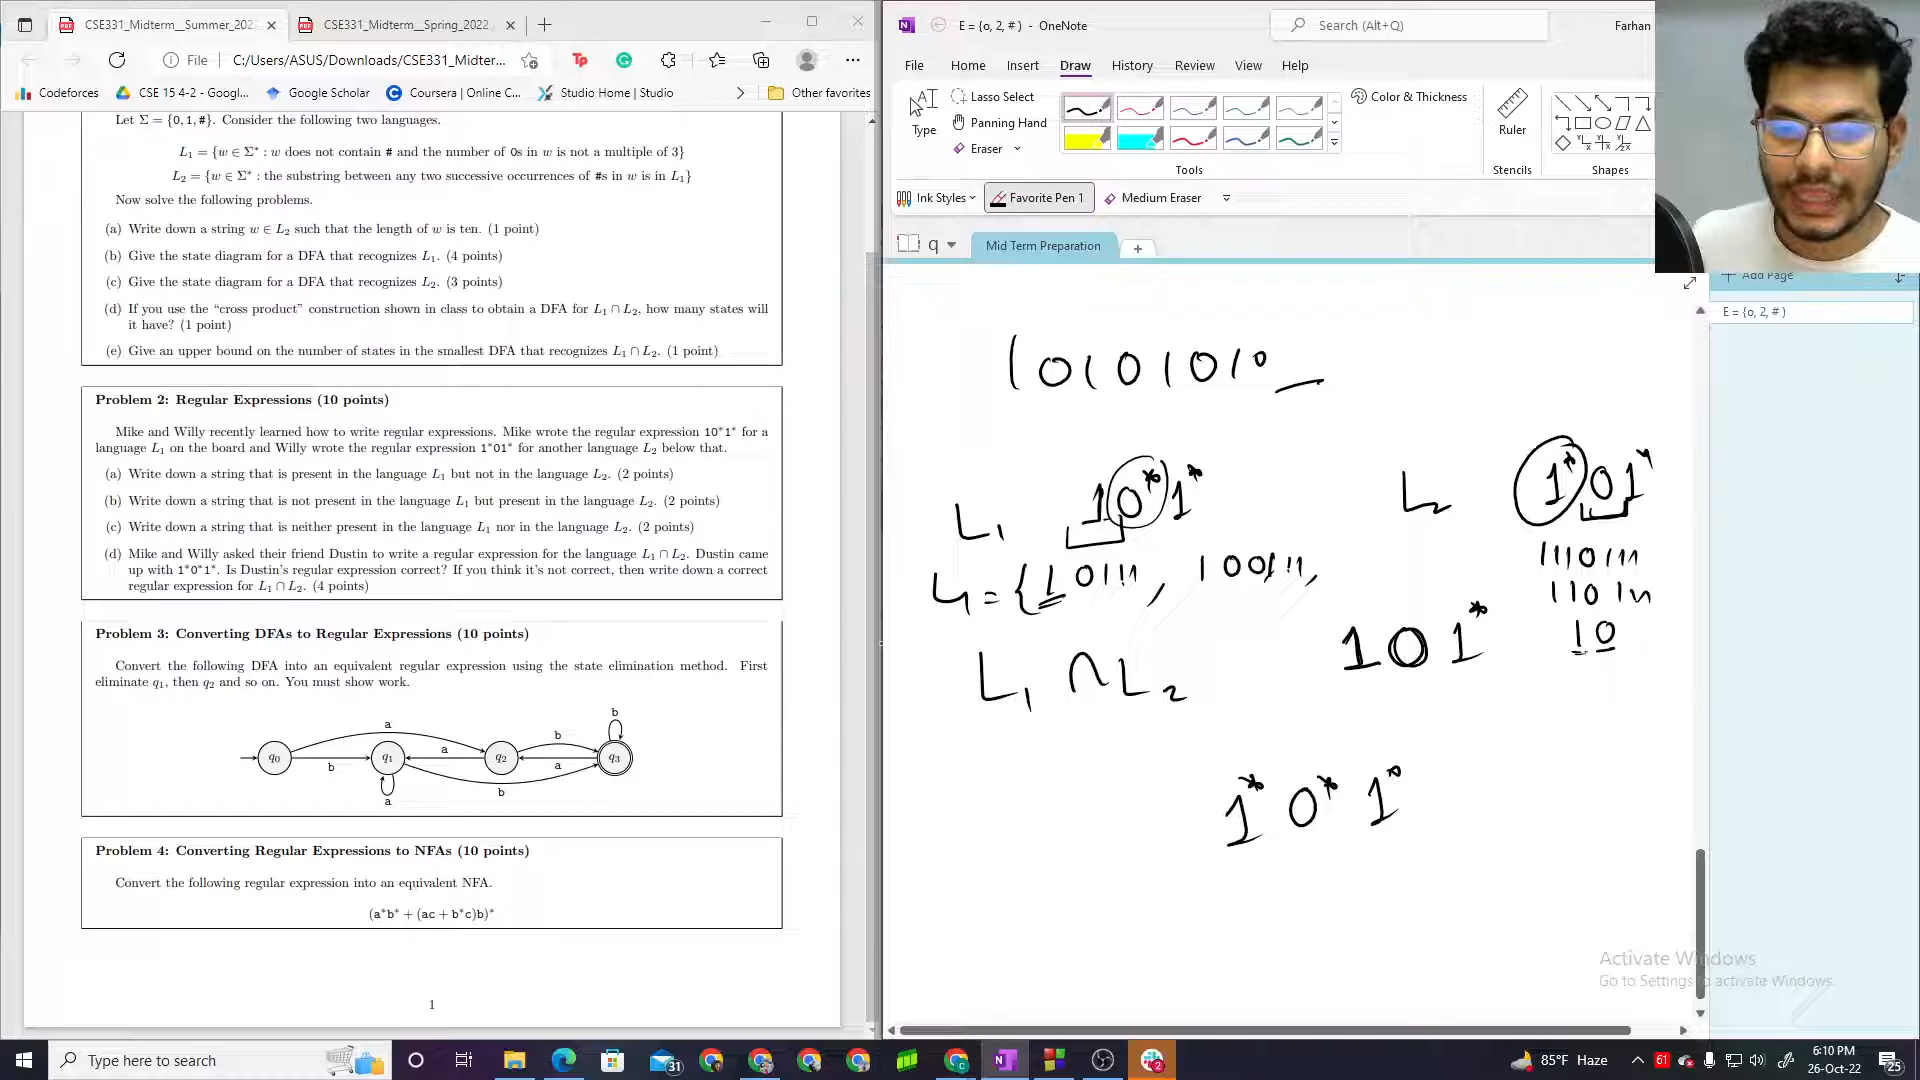 CSE331_Midterm__Summer_202
CSE331_Midterm__Spring_2022
File
C:/Users/ASUS/Downloads/CSE331_Midter...
Codeforces
CSE 15 4-2 - Googl...
Google Scholar
Coursera | Online C...
Studio Home | Studio
Other favorites
Let Σ = {0, 1, #}. Consider the following two languages.
L₁ = {w ∈ Σ* : w does not contain # and the number of 0s in w is not a multiple of 3}
L₂ = {w ∈ Σ* : the substring between any two successive occurrences of #s in w is in L₁}
Now solve the following problems.
(a) Write down a string w ∈ L₂ such that the length of w is ten. (1 point)
(b) Give the state diagram for a DFA that recognizes L₁. (4 points)
(c) Give the state diagram for a DFA that recognizes L₂. (3 points)
(d) If you use the “cross product” construction shown in class to obtain a DFA for L₁ ∩ L₂, how many states will
it have? (1 point)
(e) Give an upper bound on the number of states in the smallest DFA that recognizes L₁ ∩ L₂. (1 point)
Problem 2: Regular Expressions (10 points)
Mike and Willy recently learned how to write regular expressions. Mike wrote the regular expression 10*1* for a
language L₁ on the board and Willy wrote the regular expression 1*01* for another language L₂ below that.
(a) Write down a string that is present in the language L₁ but not in the language L₂. (2 points)
(b) Write down a string that is not present in the language L₁ but present in the language L₂. (2 points)
(c) Write down a string that is neither present in the language L₁ nor in the language L₂. (2 points)
(d) Mike and Willy asked their friend Dustin to write a regular expression for the language L₁ ∩ L₂. Dustin came
up with 1*0*1*. Is Dustin's regular expression correct? If you think it's not correct, then write down a correct
regular expression for L₁ ∩ L₂. (4 points)
Problem 3: Converting DFAs to Regular Expressions (10 points)
Convert the following DFA into an equivalent regular expression using the state elimination method. First
eliminate q₁, then q₂ and so on. You must show work.
b
a
b
q₀ q₁ a q₂ q₃
b a
b
a
Problem 4: Converting Regular Expressions to NFAs (10 points)
Convert the following regular expression into an equivalent NFA.
(a*b* + (ac + b*c)b)*
1
E = {o, 2, # ) - OneNote
Search (Alt+Q)
Farhan
File Home Insert Draw History Review View Help
Type
Lasso Select
Panning Hand
Eraser
Color & Thickness
Ruler
Tools
Stencils
Shapes
Ink Styles
Favorite Pen 1
Medium Eraser
q
Mid Term Preparation
Add Page
E = {o, 2, # )
10101010
L₁ 10*1*
L₂ 1*01*
L₁ = {10111, 100111,
1110111
1101
10
101*
L₁ ∩ L₂
1*0*1*
Activate Windows
Go to Settings to activate Windows.
Type here to search
31
85°F Haze
61
6:10 PM
26-Oct-22
25
2